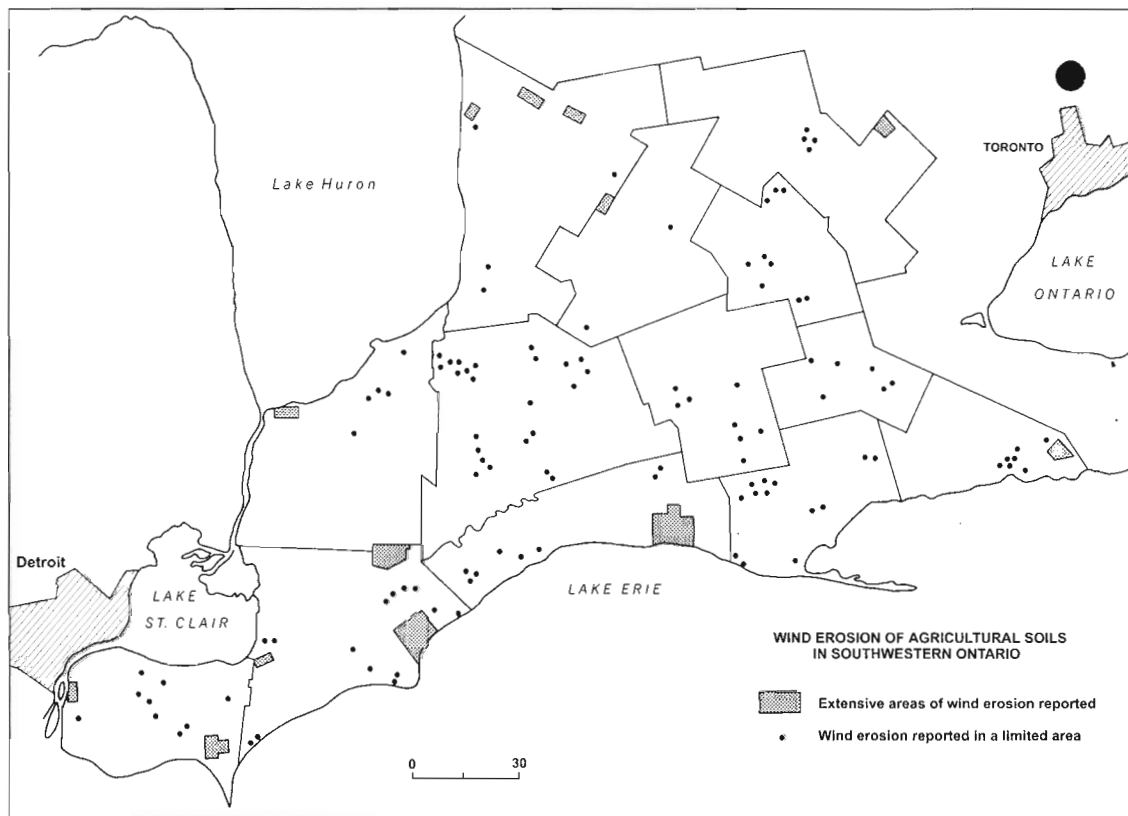 Lake Huron
TORONTO
LAKE
ONTARIO
Detroit
LAKE
ST. CLAIR
LAKE ERIE
WIND EROSION OF AGRICULTURAL SOILS
IN SOUTHWESTERN ONTARIO
Extensive areas of wind erosion reported
Wind erosion reported in a limited area
0 30